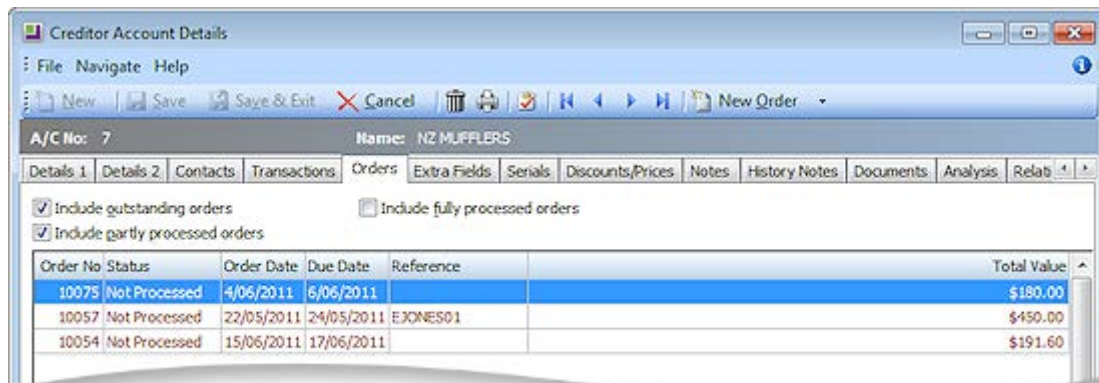 Creditor Account Details
File Navigate Help
New Save Save & Exit Cancel New Order
A/C No: 7 Name: NZ MUFFLERS
Details 1 Details 2 Contacts Transactions Orders Extra Fields Serials Discounts/Prices Notes History Notes Documents Analysis Relati
Include outstanding orders Include fully processed orders
Include partly processed orders
Order No Status Order Date Due Date Reference Total Value
10075 Not Processed 4/06/2011 6/06/2011 $180.00
10057 Not Processed 22/05/2011 24/05/2011 EJONES01 $450.00
10054 Not Processed 15/06/2011 17/06/2011 $191.60